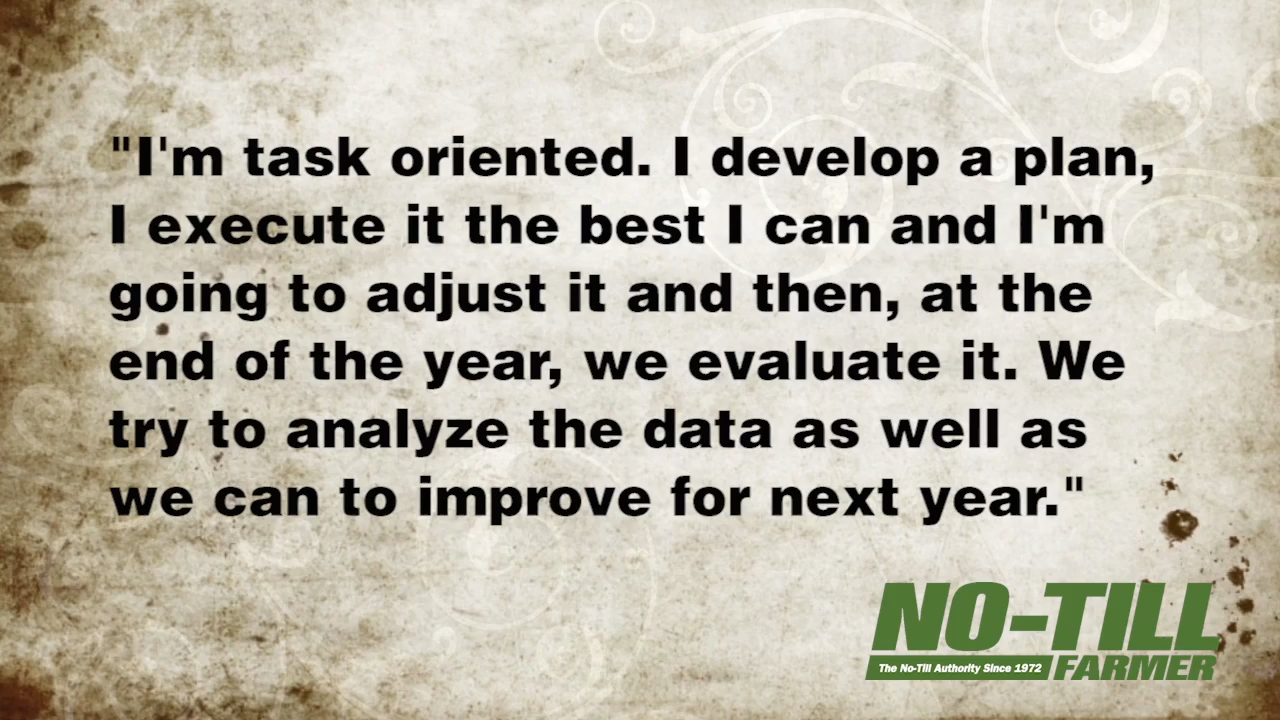 "I'm task oriented. I develop a plan,
I execute it the best I can and I'm
going to adjust it and then, at the
end of the year, we evaluate it. We
try to analyze the data as well as
we can to improve for next year."
NO-TILL
The No-Till Authority Since 1972
FARMER